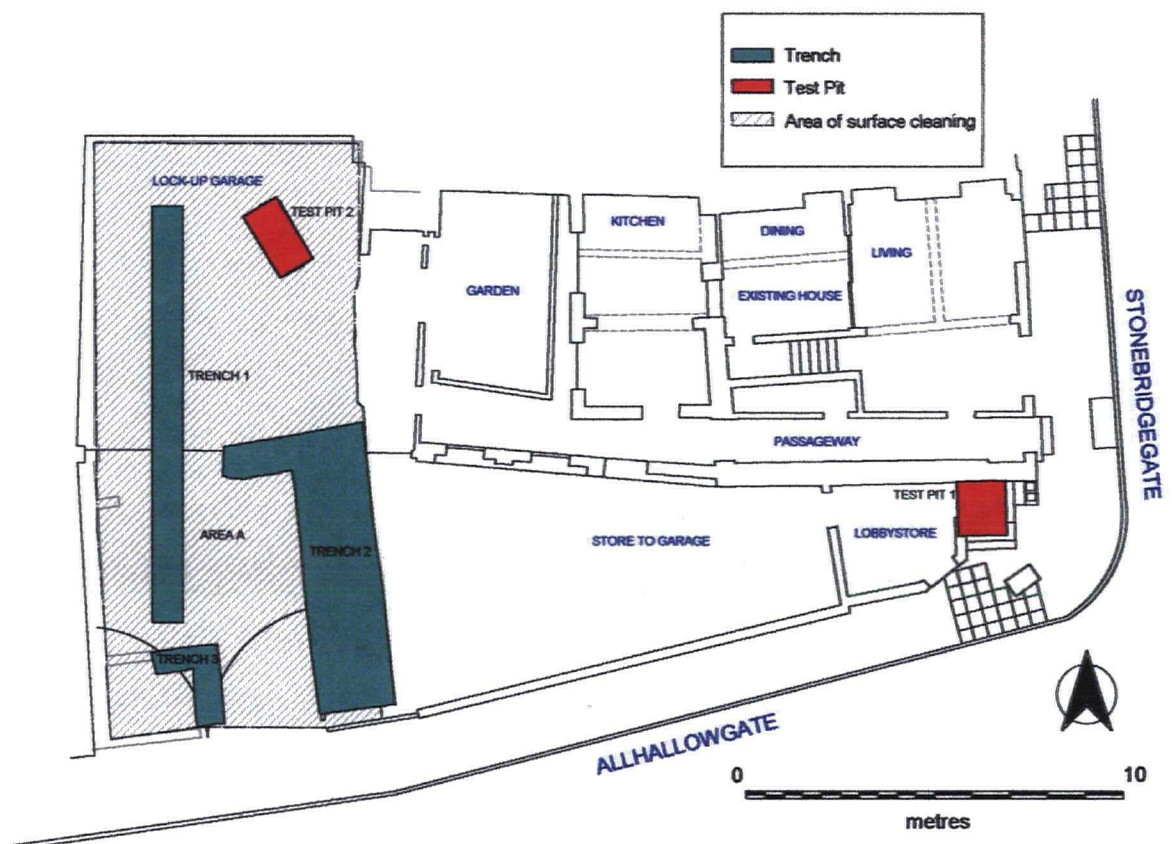 Trench
Test Pit
Area of surface cleaning
LOCK-UP GARAGE
TEST PIT 2
KITCHEN
DINING
LIVING
GARDEN
EXISTING HOUSE
STONEBRIDGEGATE
TRENCH 1
PASSAGEWAY
TEST PIT 1
AREA A
TRENCH 2
STORE TO GARAGE
LOBBYSTORE
TRENCH 3
ALLHALLOWGATE
0 10
metres